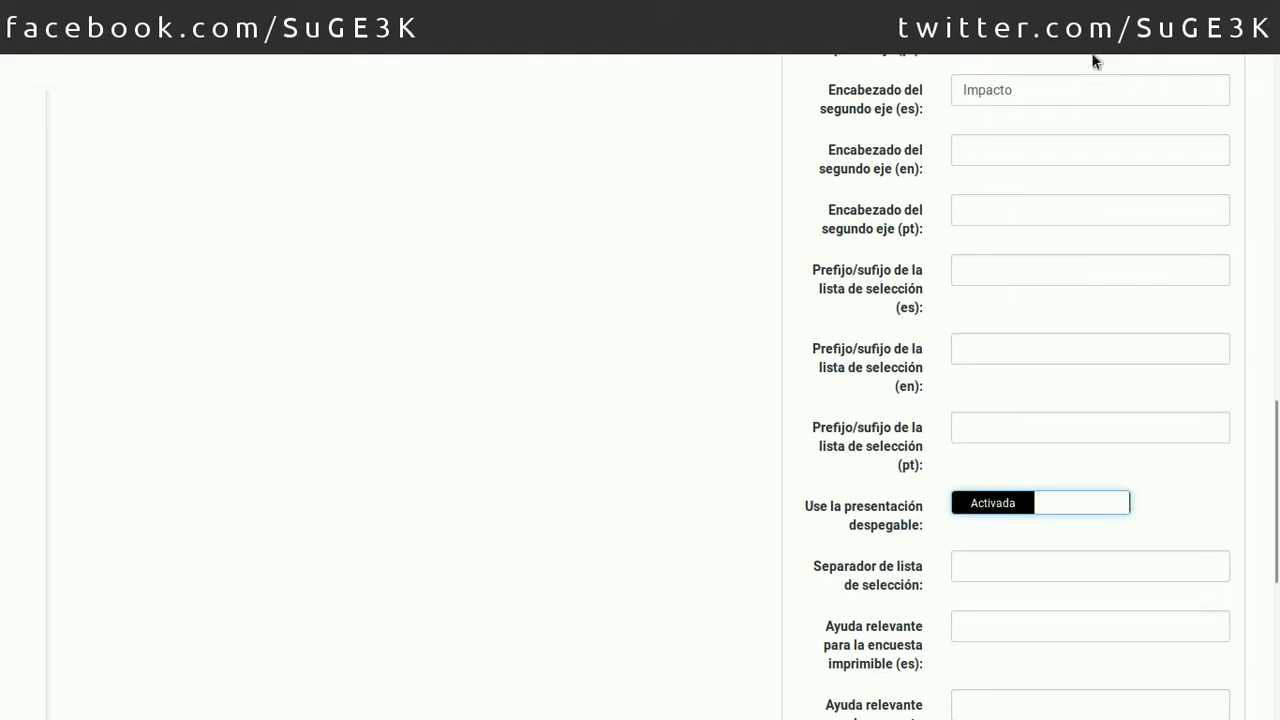 facebook.com/SuGE3K
twitter.com/SuGE3K
Encabezado del
segundo eje (es):
Impacto
Encabezado del
segundo eje (en):
Encabezado del
segundo eje (pt):
Prefijo/sufijo de la
lista de selección
(es):
Prefijo/sufijo de la
lista de selección
(en):
Prefijo/sufijo de la
lista de selección
(pt):
Use la presentación
despegable:
Activada
Separador de lista
de selección:
Ayuda relevante
para la encuesta
imprimible (es):
Ayuda relevante